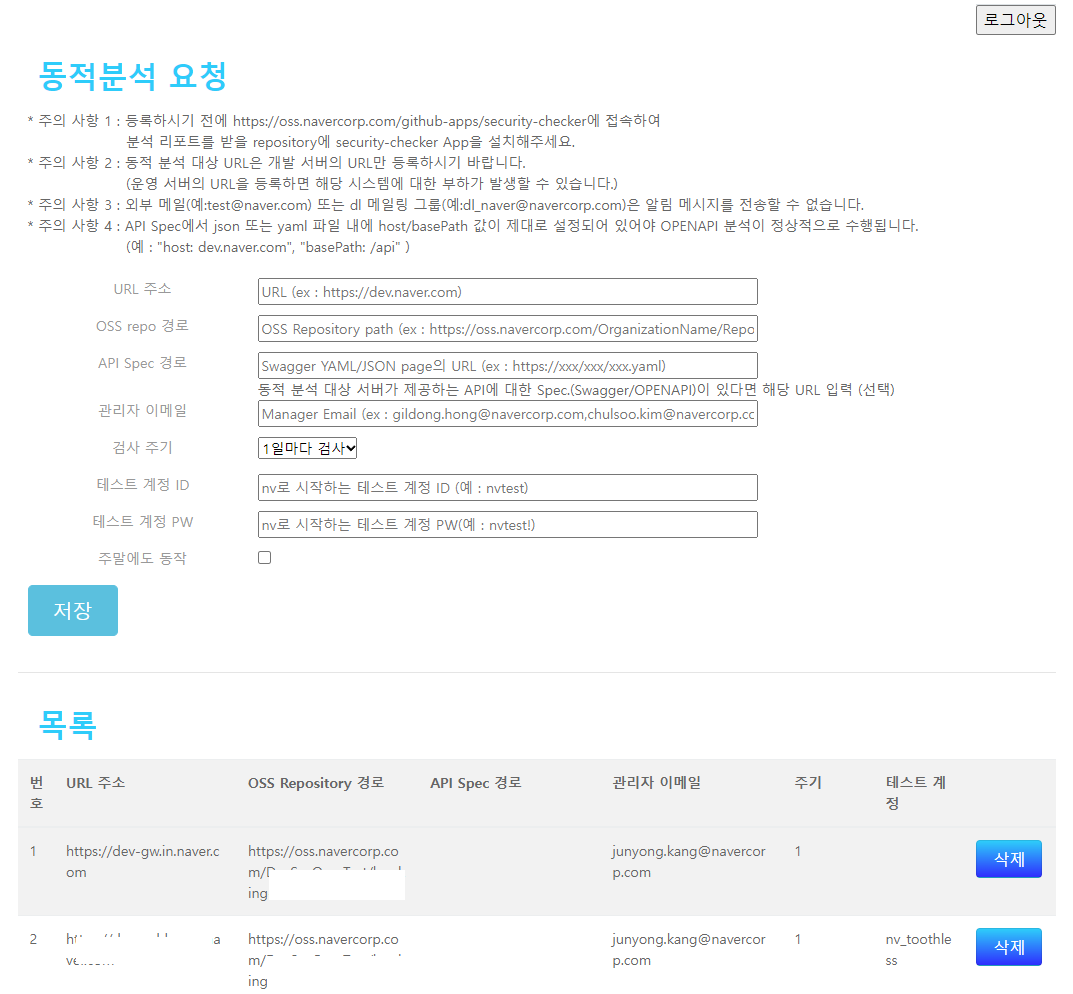 로그아웃
동적분석 요청
* 주의 사항 1 : 등록하시기 전에 https://oss.navercorp.com/github-apps/security-checker에 접속하여
분석 리포트를 받을 repository에 security-checker App을 설치해주세요.
* 주의 사항 2 : 동적 분석 대상 URL은 개발 서버의 URL만 등록하시기 바랍니다.
(운영 서버의 URL을 등록하면 해당 시스템에 대한 부하가 발생할 수 있습니다.)
* 주의 사항 3 : 외부 메일(예:test@naver.com) 또는 dl 메일링 그룹(예:dl_naver@navercorp.com)은 알림 메시지를 전송할 수 없습니다.
* 주의 사항 4 : API Spec에서 json 또는 yaml 파일 내에 host/basePath 값이 제대로 설정되어 있어야 OPENAPI 분석이 정상적으로 수행됩니다.
(예 : "host: dev.naver.com", "basePath: /api" )
URL 주소 URL (ex : https://dev.naver.com)
OSS repo 경로 OSS Repository path (ex : https://oss.navercorp.com/OrganizationName/Repo
API Spec 경로 Swagger YAML/JSON page의 URL (ex : https://xxx/xxx/xxx.yaml)
동적 분석 대상 서버가 제공하는 API에 대한 Spec.(Swagger/OPENAPI)이 있다면 해당 URL 입력 (선택)
관리자 이메일 Manager Email (ex : gildong.hong@navercorp.com,chulsoo.kim@navercorp.cc
검사 주기 1일마다 검사
테스트 계정 ID nv로 시작하는 테스트 계정 ID (예 : nvtest)
테스트 계정 PW nv로 시작하는 테스트 계정 PW(예 : nvtest!)
주말에도 동작
저장
목록
번 URL 주소 OSS Repository 경로 API Spec 경로 관리자 이메일 주기 테스트 계
호 정
1 https://dev-gw.in.naver.c https://oss.navercorp.co junyong.kang@navercor 1 삭제
om m/ p.com
ing
2 https://oss.navercorp.co junyong.kang@navercor 1 nv_toothle 삭제
m/ p.com ss
ing